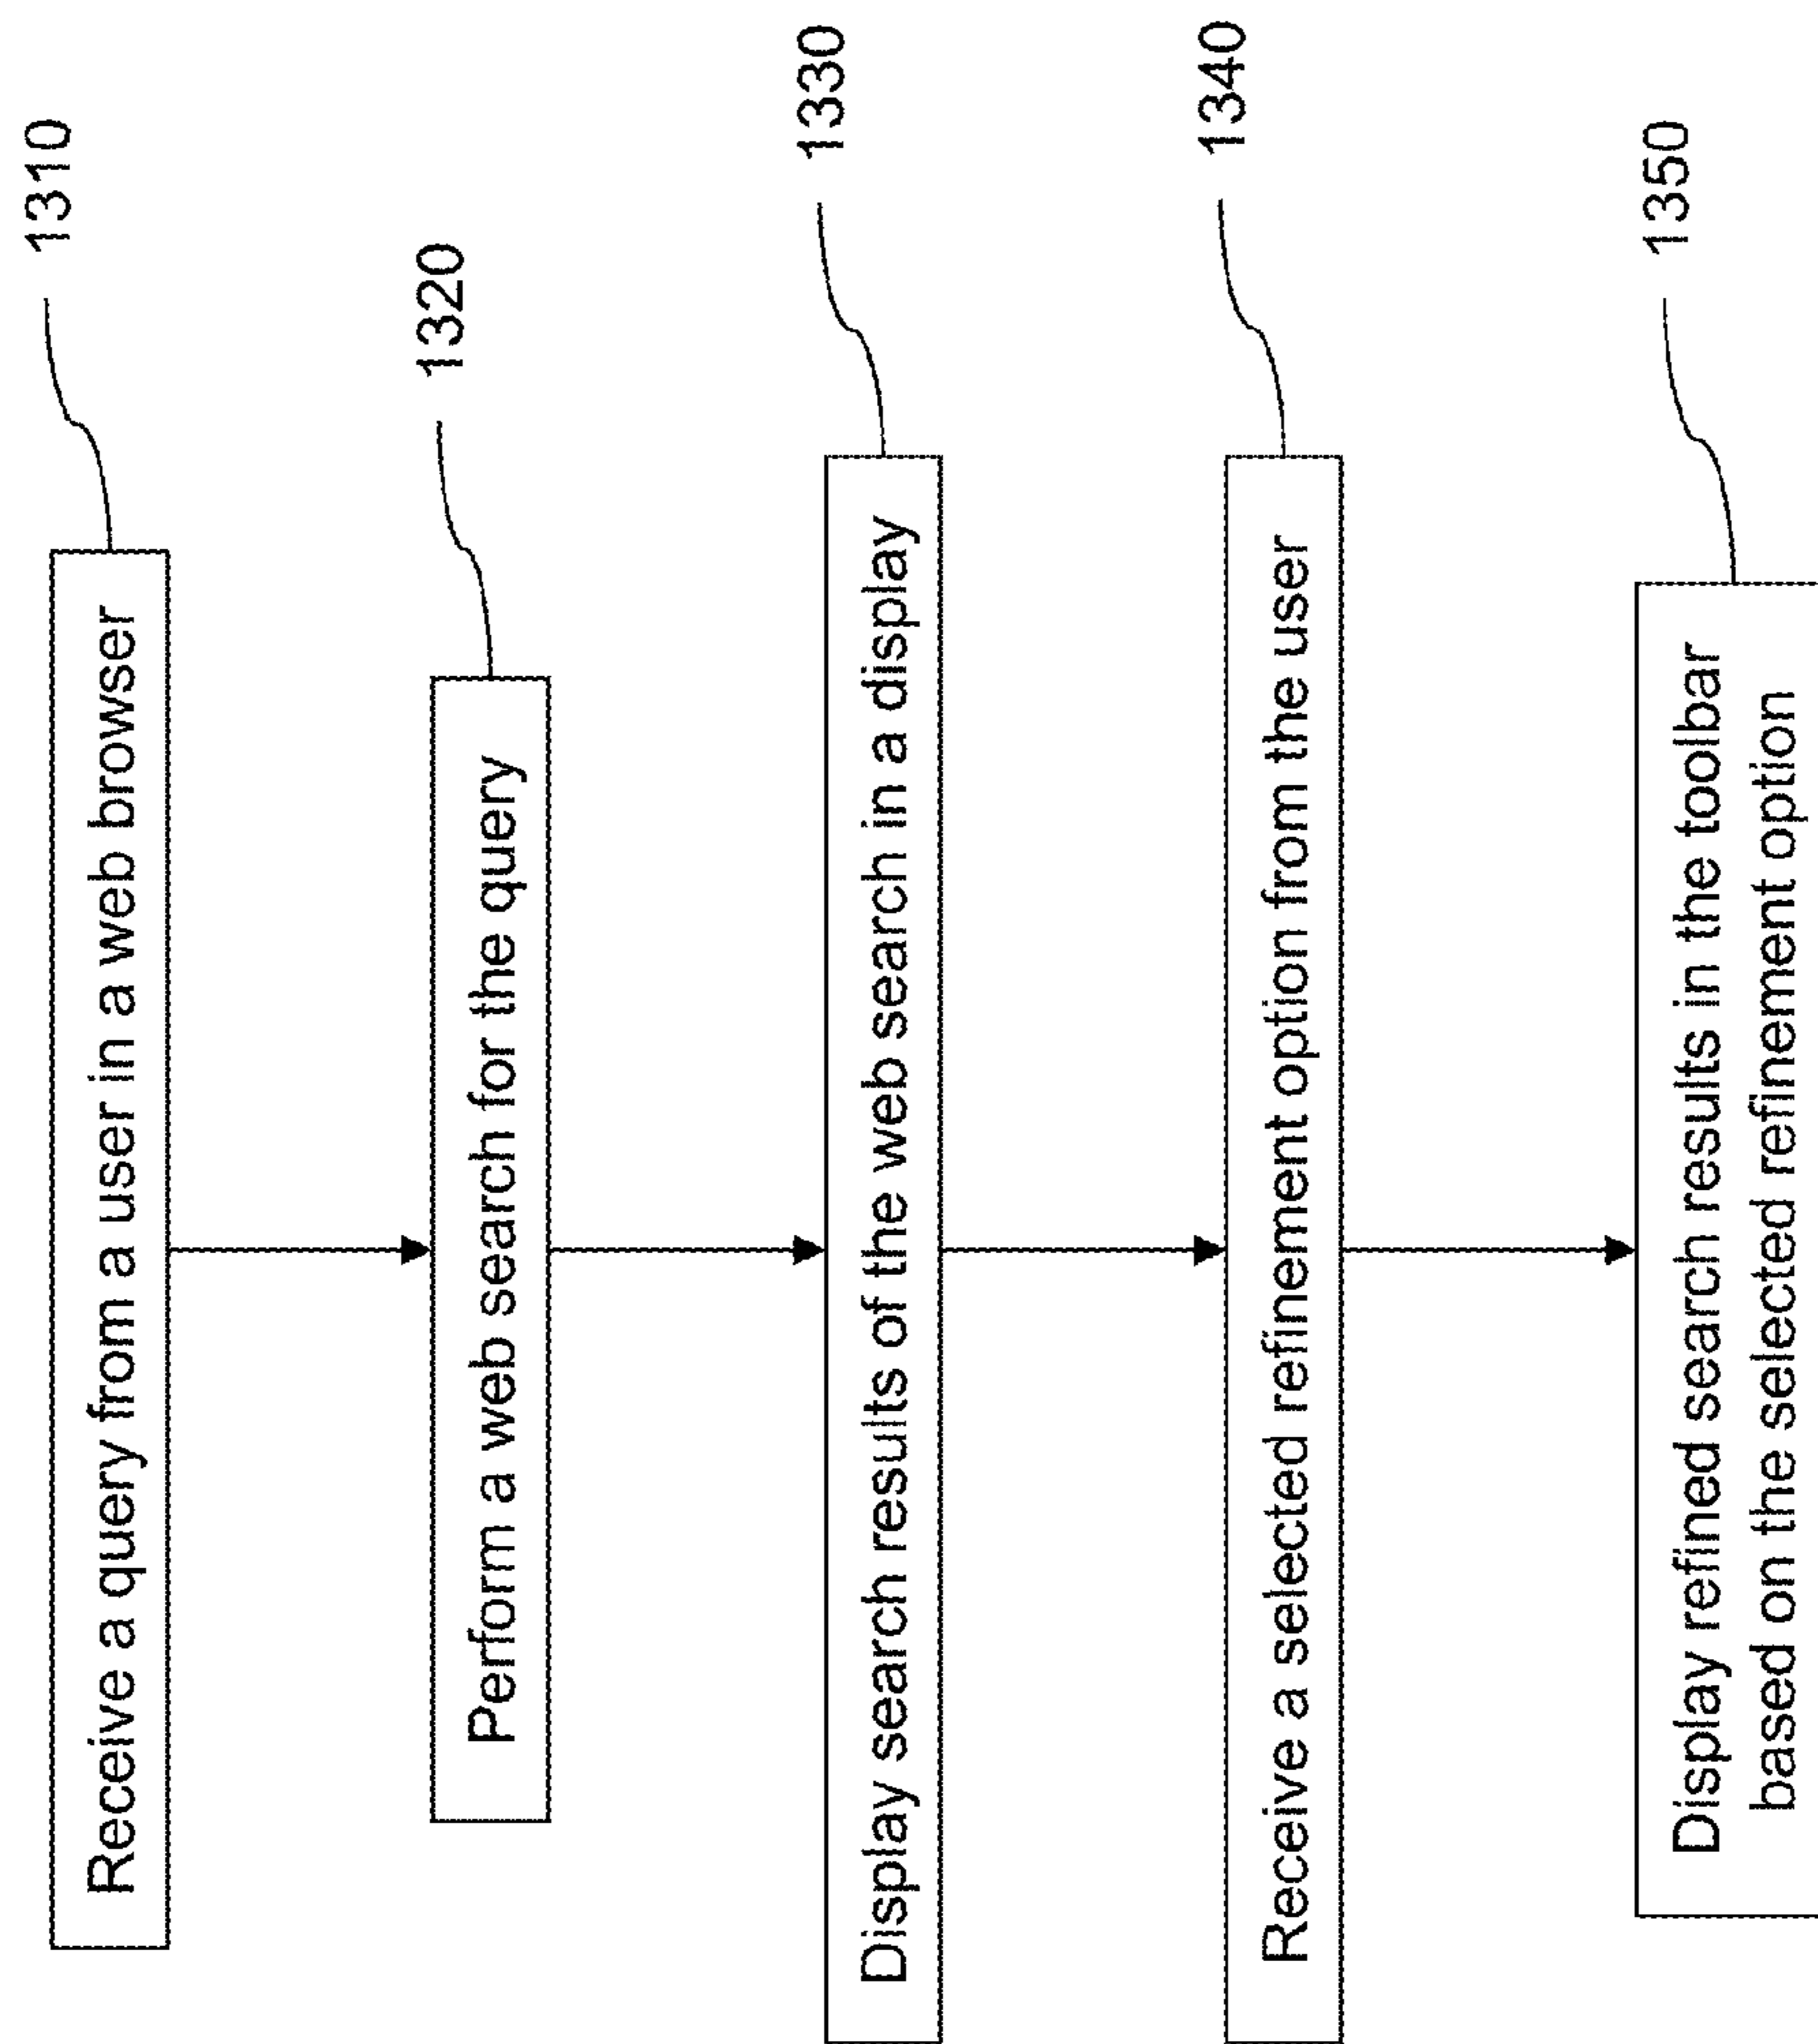 1310
Receive a query from a user in a web browser
1320
Perform a web search for the query
1330
Display search results of the web search in a display
1340
Receive a selected refinement option from the user
1350
Display refined search results in the toolbar
based on the selected refinement option